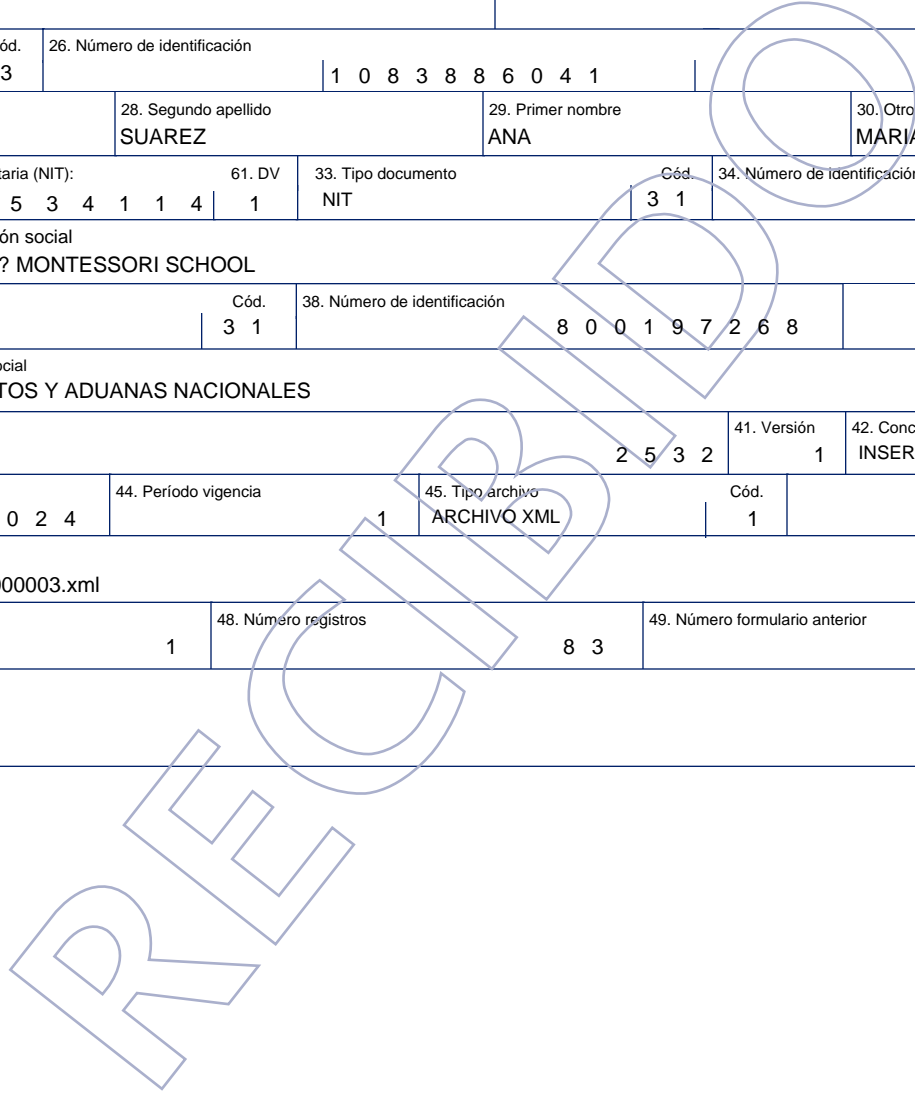 ód. 26. Número de identificación
3 1 0 8 3 8 8 6 0 4 1
28. Segundo apellido 29. Primer nombre 30. Otro
SUAREZ ANA MARIA
taria (NIT): 61. DV 33. Tipo documento Cód. 34. Número de identificación
5 3 4 1 1 4 1 NIT 3 1
ón social
? MONTESSORI SCHOOL
Cód. 38. Número de identificación
3 1 8 0 0 1 9 7 2 6 8
ocial
TOS Y ADUANAS NACIONALES
41. Versión 42. Conc
2 5 3 2 1 INSER
44. Período vigencia 45. Tipo archivo Cód.
0 2 4 1 ARCHIVO XML 1
000003.xml
48. Número registros 49. Número formulario anterior
1 8 3
RECIBIDO